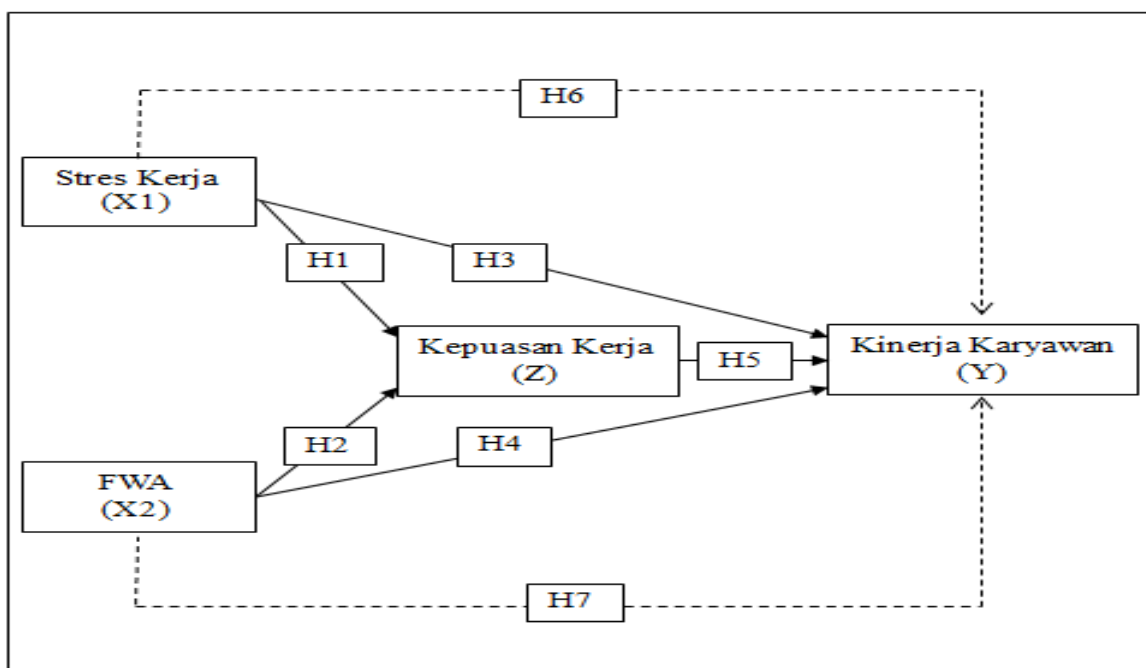 H6
Stres Kerja
(X1)
H1
H3
Kepuasan Kerja
(Z)
H5
Kinerja Karyawan
(Y)
H2
H4
FWA
(X2)
H7